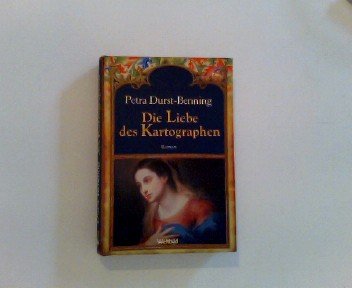 Petra Durst-Benning
Die Liebe
des Kartographen
Roman
Weltbild